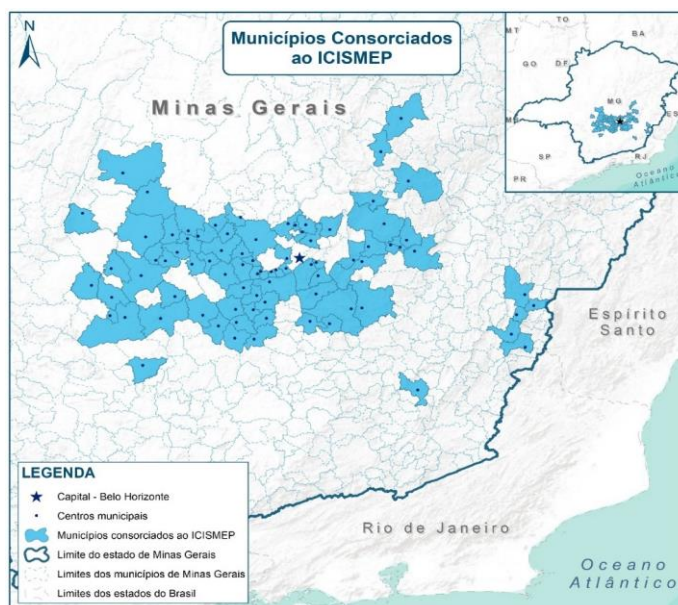 N
Municípios Consorciados
ao ICISMEP
Minas Gerais
TO
BA
MT
GO
DF
MG
ES
SP
RJ
PR
Oceano
Atlântico
Espírito
Santo
Rio de Janeiro
Oceano
Atlântico
LEGENDA
Capital - Belo Horizonte
Centros municipais
Municípios consorciados ao ICISMEP
Limite do estado de Minas Gerais
Limites dos municípios de Minas Gerais
Limites dos estados do Brasil